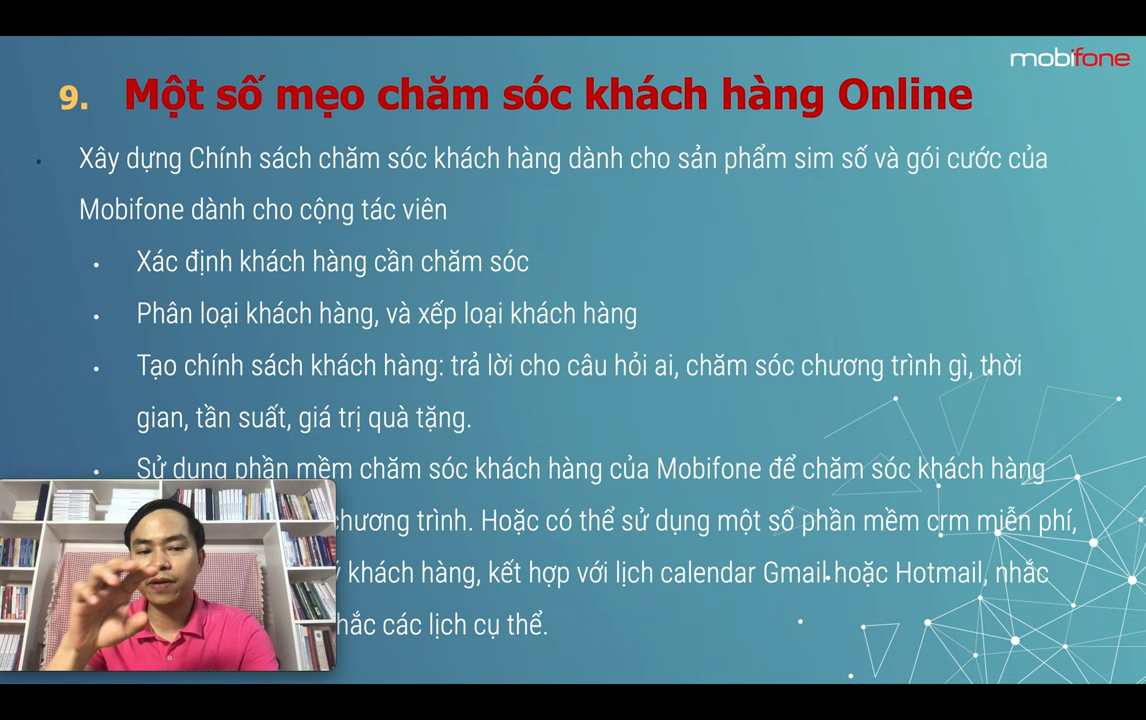 mobifone
9. Một số mẹo chăm sóc khách hàng Online
• Xây dựng Chính sách chăm sóc khách hàng dành cho sản phẩm sim số và gói cước của
Mobifone dành cho cộng tác viên
• Xác định khách hàng cần chăm sóc
• Phân loại khách hàng, và xếp loại khách hàng
• Tạo chính sách khách hàng: trả lời cho câu hỏi ai, chăm sóc chương trình gì, thời
gian, tần suất, giá trị quà tặng.
• Sử dụng phần mềm chăm sóc khách hàng của Mobifone để chăm sóc khách hàng
chương trình. Hoặc có thể sử dụng một số phần mềm crm miễn phí,
khách hàng, kết hợp với lịch calendar Gmail hoặc Hotmail, nhắc
các lịch cụ thể.